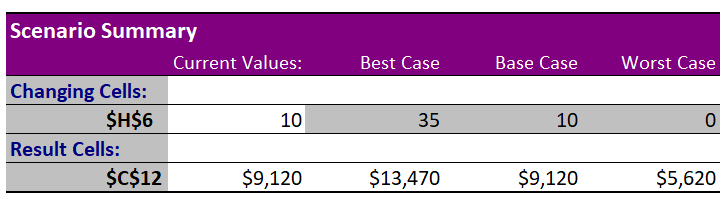 Scenario Summary
Current Values: Best Case Base Case Worst Case
Changing Cells:
$H$6 10 35 10 0
Result Cells:
$C$12 $9,120 $13,470 $9,120 $5,620